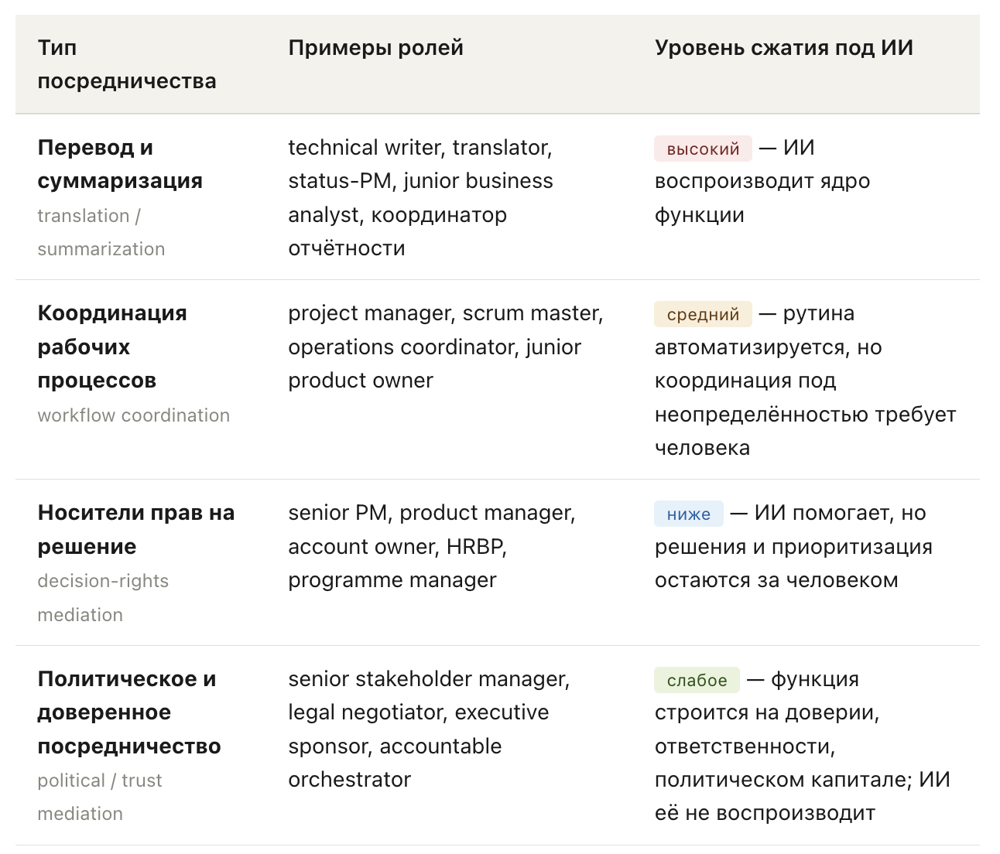 Тип
посредничества
Примеры ролей
Уровень сжатия под ИИ
Перевод и
суммаризация
translation /
summarization
technical writer, translator,
status-PM, junior business
analyst, координатор
отчётности
высокий — ИИ
воспроизводит ядро
функции
Координация
рабочих
процессов
workflow coordination
project manager, scrum master,
operations coordinator, junior
product owner
средний — рутина
автоматизируется, но
координация под
неопределённостью требует
человека
Носители прав на
решение
decision-rights
mediation
senior PM, product manager,
account owner, HRBP,
programme manager
ниже — ИИ помогает, но
решения и приоритизация
остаются за человеком
Политическое и
доверенное
посредничество
political / trust
mediation
senior stakeholder manager,
legal negotiator, executive
sponsor, accountable
orchestrator
слабое — функция
строится на доверии,
ответственности,
политическом капитале; ИИ
её не воспроизводит